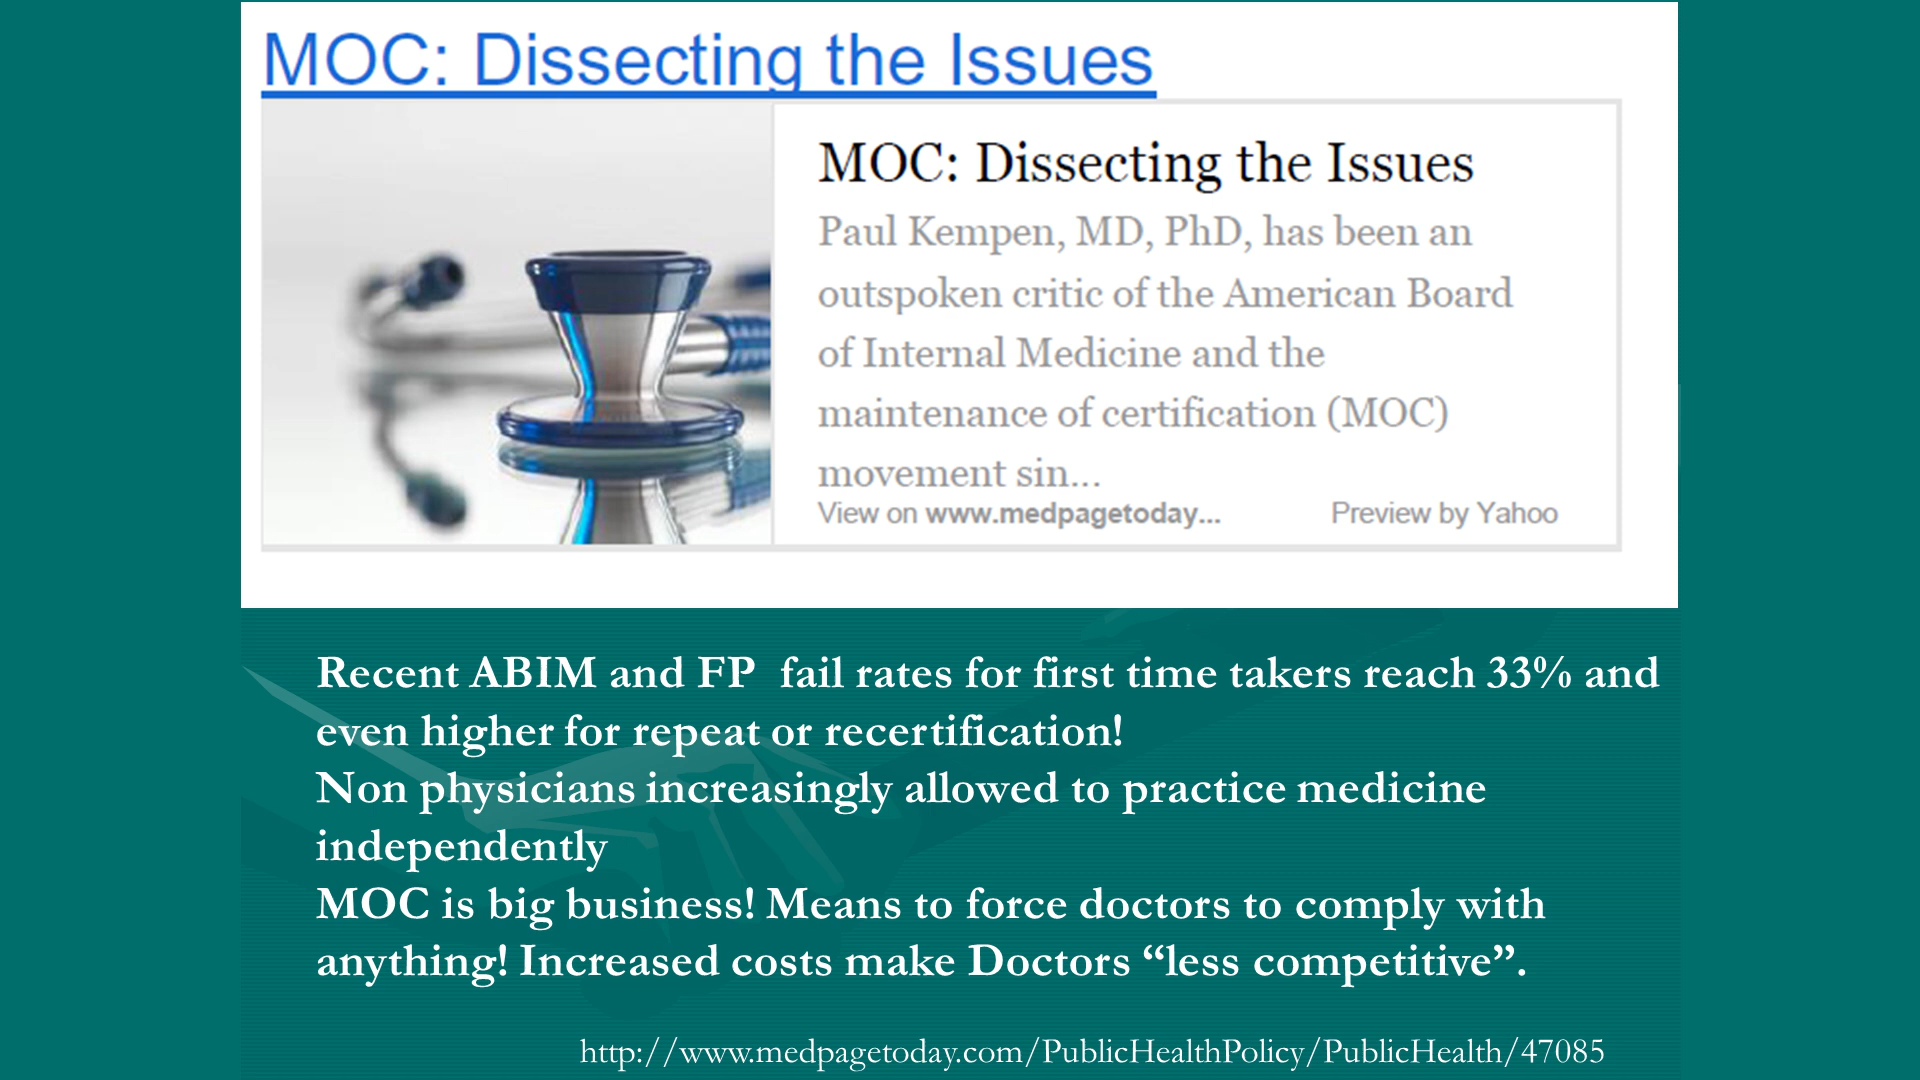 MOC: Dissecting the Issues
MOC: Dissecting the Issues
Paul Kempen, MD, PhD, has been an
outspoken critic of the American Board
of Internal Medicine and the
maintenance of certification (MOC)
movement sin...
View on www.medpagetoday... Preview by Yahoo
Recent ABIM and FP  fail rates for first time takers reach 33% and
even higher for repeat or recertification!
Non physicians increasingly allowed to practice medicine
independently
MOC is big business! Means to force doctors to comply with
anything! Increased costs make Doctors “less competitive”.
http://www.medpagetoday.com/PublicHealthPolicy/PublicHealth/47085